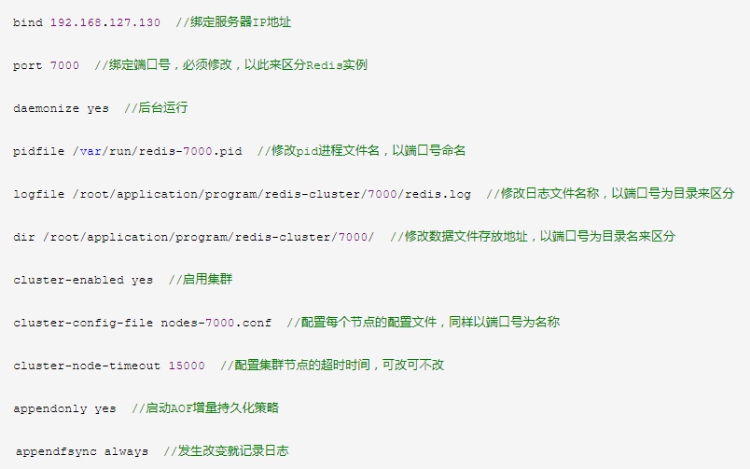 bind 192.168.127.130  //绑定服务器IP地址
port 7000  //绑定端口号，必须修改，以此来区分Redis实例
daemonize yes  //后台运行
pidfile /var/run/redis-7000.pid  //修改pid进程文件名，以端口号命名
logfile /root/application/program/redis-cluster/7000/redis.log  //修改日志文件名称，以端口号为目录来区分
dir /root/application/program/redis-cluster/7000/  //修改数据文件存放地址，以端口号为目录名来区分
cluster-enabled yes  //启用集群
cluster-config-file nodes-7000.conf  //配置每个节点的配置文件，同样以端口号为名称
cluster-node-timeout 15000  //配置集群节点的超时时间，可改可不改
appendonly yes  //启动AOF增量持久化策略
appendfsync always  //发生改变就记录日志